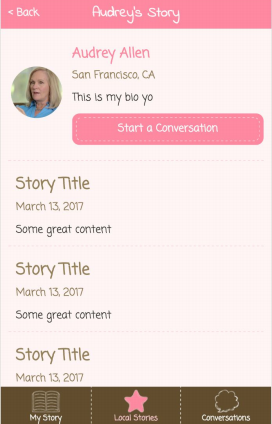 < Back
Audrey's Story
Audrey Allen
San Francisco, CA
This is my bio yo
Start a Conversation
Story Title
March 13, 2017
Some great content
Story Title
March 13, 2017
Some great content
Story Title
March 13, 2017
My Story
Local Stories
Conversations